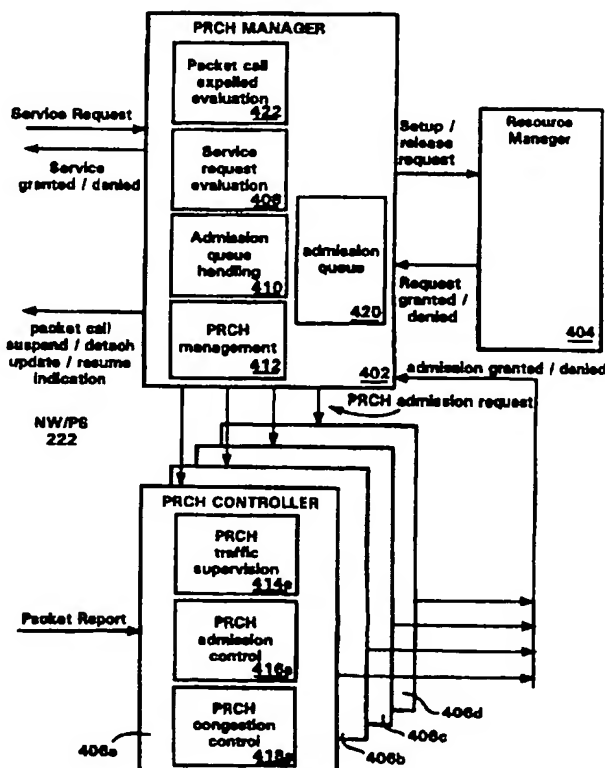 PRCH MANAGER
Packet call
expelled
evaluation
422
Service Request
Service
granted / denied
Service
request
evaluation
408
Admission
queue
handling
410
admission
queue
420
PRCH
management
412
402
Setup /
release
request
Resource
Manager
Request
granted /
denied
404
packet call
suspend / detach
update / resume
indication
admission granted / denied
PRCH admission request
NW/PS
222
PRCH CONTROLLER
PRCH
traffic
supervision
414a
Packet Report
PRCH
admission
control
416a
PRCH
congestion
control
418a
406a
406b
406c
406d